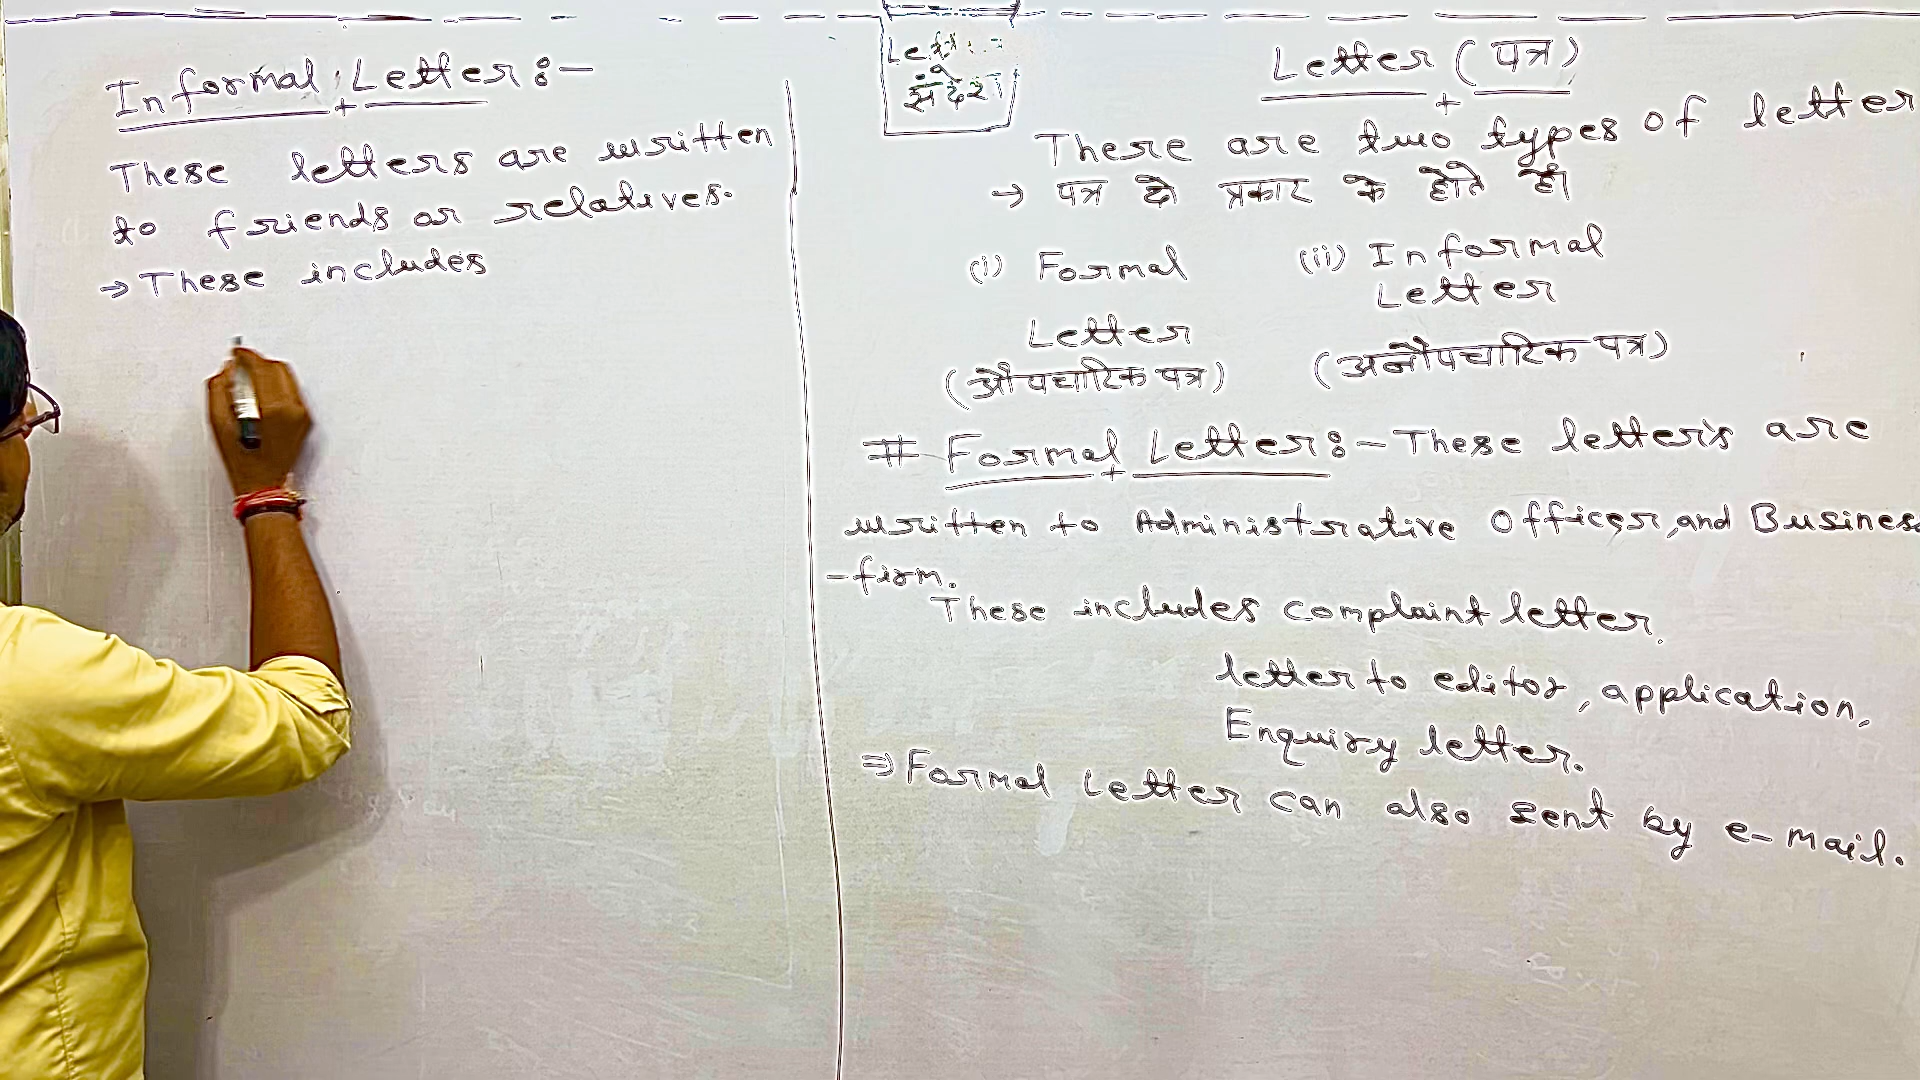 Informal Letter:-
These letters are written
to friends or relatives.
→ These includes
संदेश
Letter (पत्र)
There are two types of letter
→ पत्र दो प्रकार के होते हैं।
(i) Formal
Letter
(औपचारिक पत्र)
(ii) Informal
Letter
(अनौपचारिक पत्र)
# Formal Letter:- These letter's are
written to Administrative Officer, and Business
-firm.
These includes complaint letter.
letter to editor, application,
Enquiry letter.
⇒ Formal Letter can also sent by e-mail.